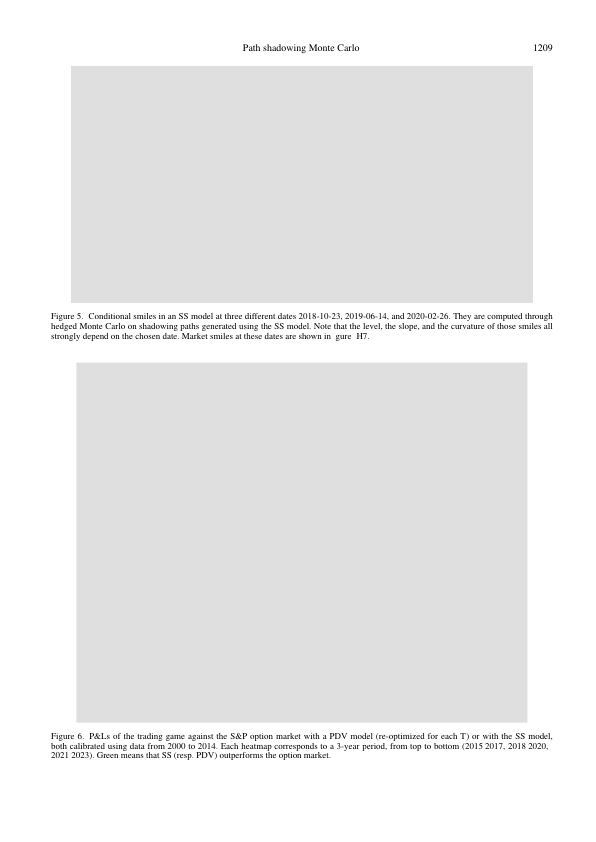 Path shadowing Monte Carlo 1209
Figure 5. Conditional smiles in an SS model at three different dates 2018-10-23, 2019-06-14, and 2020-02-26. They are computed through
hedged Monte Carlo on shadowing paths generated using the SS model. Note that the level, the slope, and the curvature of those smiles all
strongly depend on the chosen date. Market smiles at these dates are shown in gure H7.
Figure 6. P&Ls of the trading game against the S&P option market with a PDV model (re-optimized for each T) or with the SS model,
both calibrated using data from 2000 to 2014. Each heatmap corresponds to a 3-year period, from top to bottom (2015 2017, 2018 2020,
2021 2023). Green means that SS (resp. PDV) outperforms the option market.